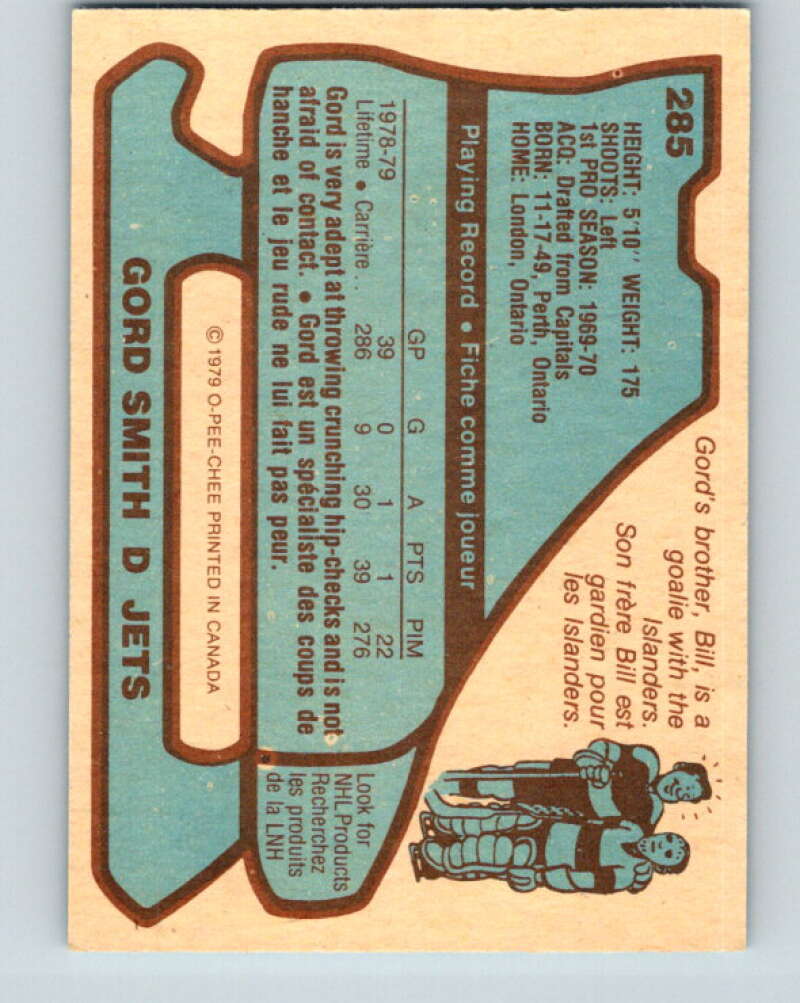 285
HEIGHT: 5'10" WEIGHT: 175
SHOOTS: Left
1st PRO SEASON: 1969-70
ACQ: Drafted from Capitals
BORN: 11-17-49, Perth, Ontario
HOME: London, Ontario
Gord's brother, Bill, is a
goalie with the
Islanders.
Son frère Bill est
gardien pour
les Islanders.
Playing Record • Fiche comme joueur
GP G A PTS PIM
1978-79 39 0 1 1 22
Lifetime • Carrière . . 286 9 30 39 276
Gord is very adept at throwing crunching hip-checks and is not
afraid of contact. • Gord est un spécialiste des coups de
hanche et le jeu rude ne lui fait pas peur.
Look for
NHL Products
Recherchez
les produits
de la LNH
© 1979 O-PEE-CHEE PRINTED IN CANADA
GORD SMITH D JETS